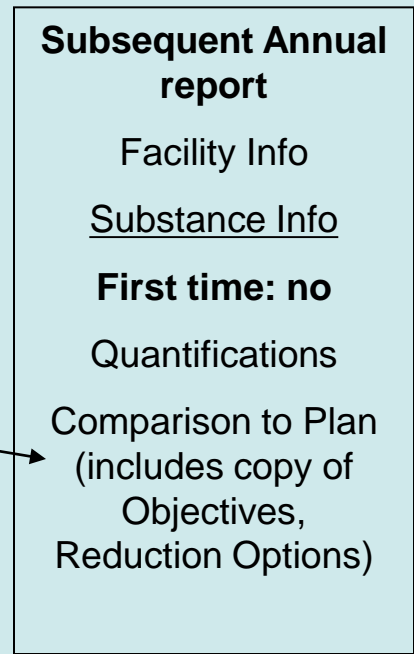 Subsequent Annual
report
Facility Info
Substance Info
First time: no
Quantifications
Comparison to Plan
(includes copy of
Objectives,
Reduction Options)